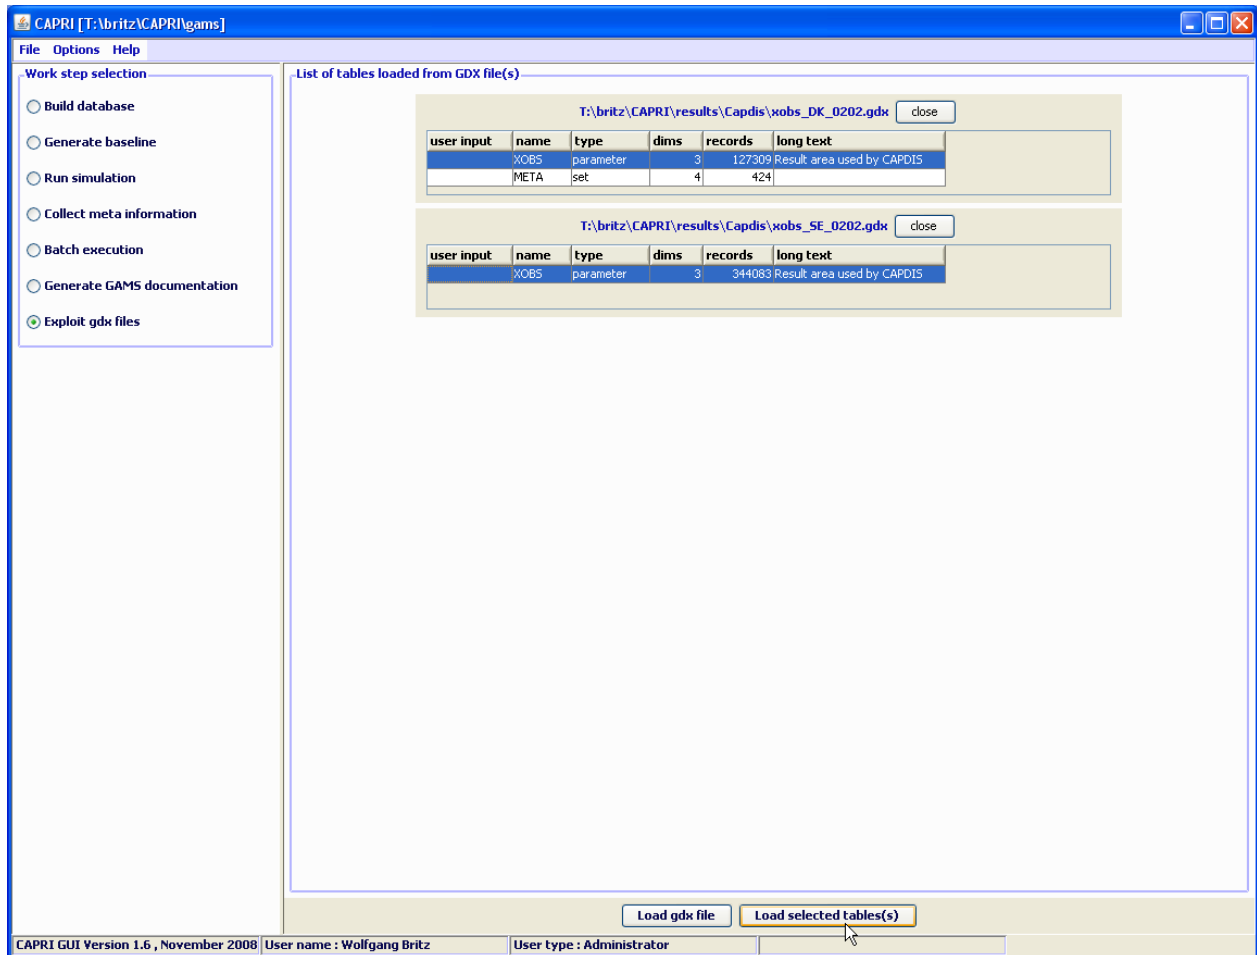 CAPRI [T:\britz\CAPRI\gams]
File Options Help
Work step selection
Build database
Generate baseline
Run simulation
Collect meta information
Batch execution
Generate GAMS documentation
Exploit gdx files
List of tables loaded from GDX file(s)
T:\britz\CAPRI\results\Capdis\xobs_DK_0202.gdx close
user input name type dims records long text
XOBS parameter 3 127309 Result area used by CAPDIS
META set 4 424
T:\britz\CAPRI\results\Capdis\xobs_SE_0202.gdx close
user input name type dims records long text
XOBS parameter 3 344083 Result area used by CAPDIS
Load gdx file Load selected tables(s)
CAPRI GUI Version 1.6 , November 2008 User name : Wolfgang Britz User type : Administrator